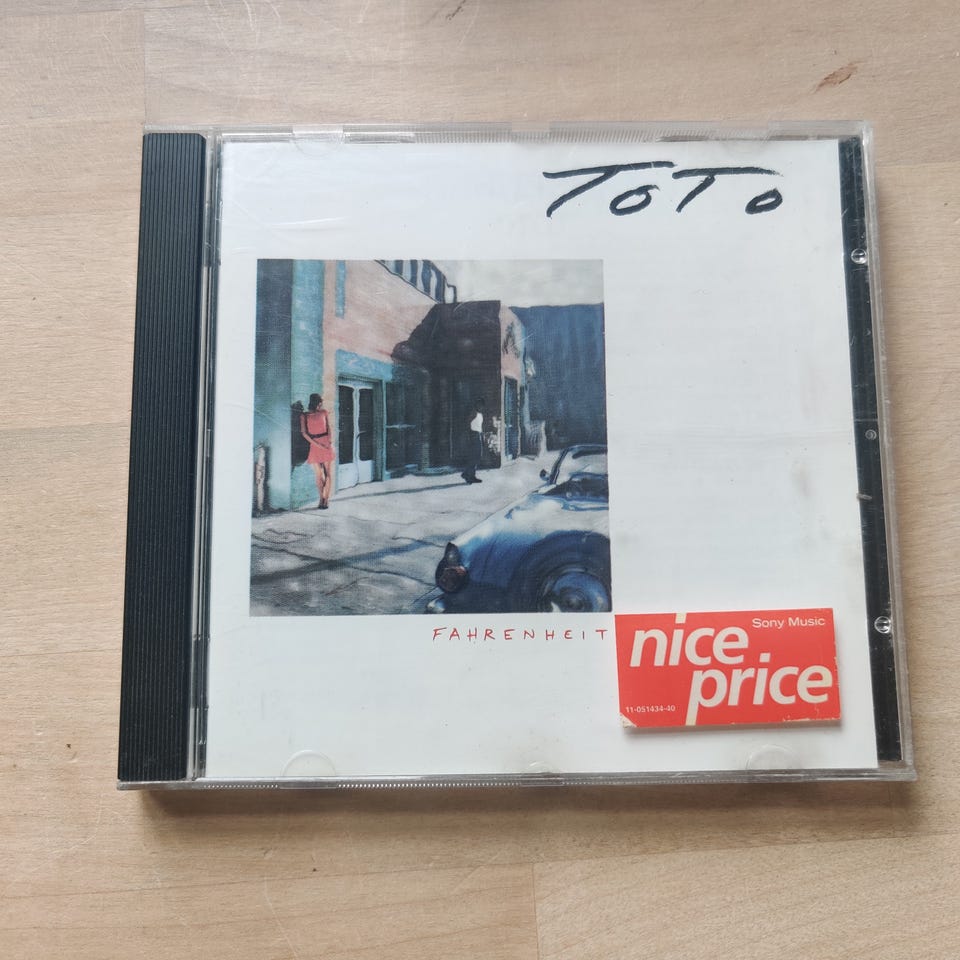 TOTO
FAHRENHEIT
Sony Music
nice
price
11-051434-40